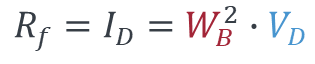 R_f = I_D = W_B^2 · V_D